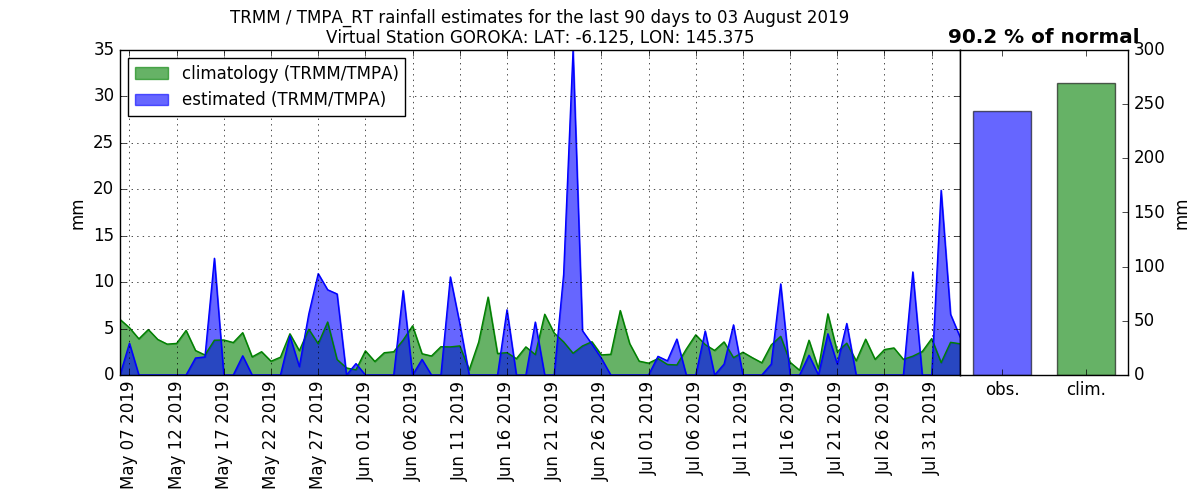 TRMM / TMPA_RT rainfall estimates for the last 90 days to 03 August 2019
Virtual Station GOROKA: LAT: -6.125, LON: 145.375
90.2 % of normal
climatology (TRMM/TMPA)
estimated (TRMM/TMPA)
mm
35
30
25
20
15
10
5
0
May 07 2019
May 12 2019
May 17 2019
May 22 2019
May 27 2019
Jun 01 2019
Jun 06 2019
Jun 11 2019
Jun 16 2019
Jun 21 2019
Jun 26 2019
Jul 01 2019
Jul 06 2019
Jul 11 2019
Jul 16 2019
Jul 21 2019
Jul 26 2019
Jul 31 2019
obs.
clim.
300
250
200
150
100
50
0
mm